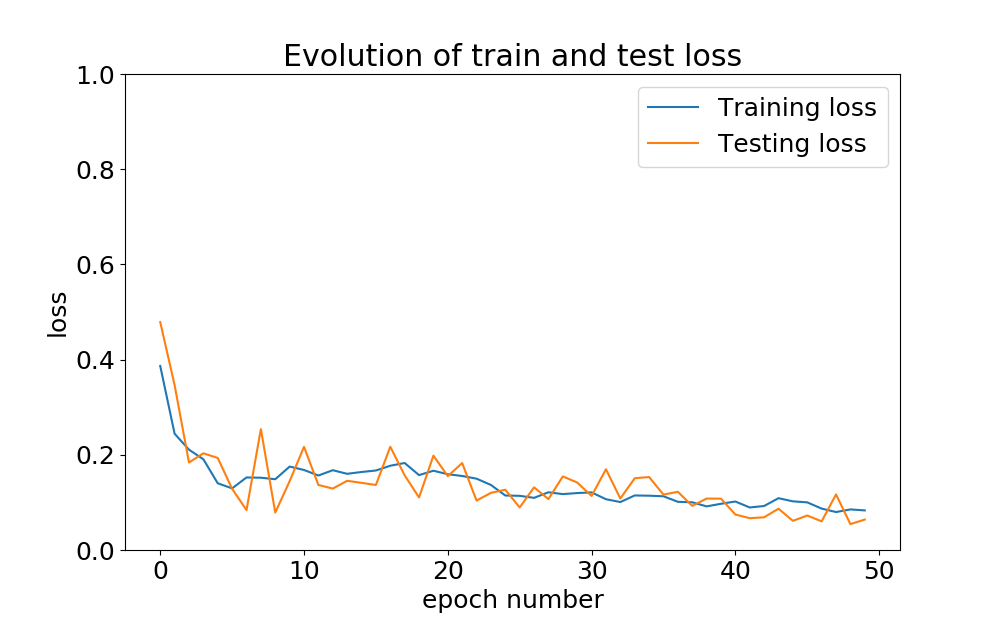 Evolution of train and test loss
1.0
0.8
0.6
0.4
0.2
0.0
loss
Training loss
Testing loss
0 10 20 30 40 50
epoch number